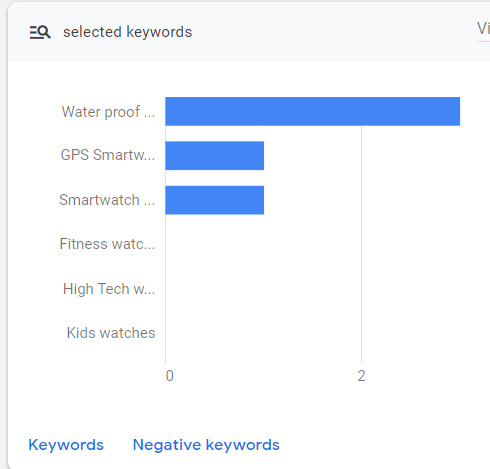 selected keywords
Vi
Water proof ...
GPS Smartw...
Smartwatch ...
Fitness watc...
High Tech w...
Kids watches
0 2
Keywords Negative keywords